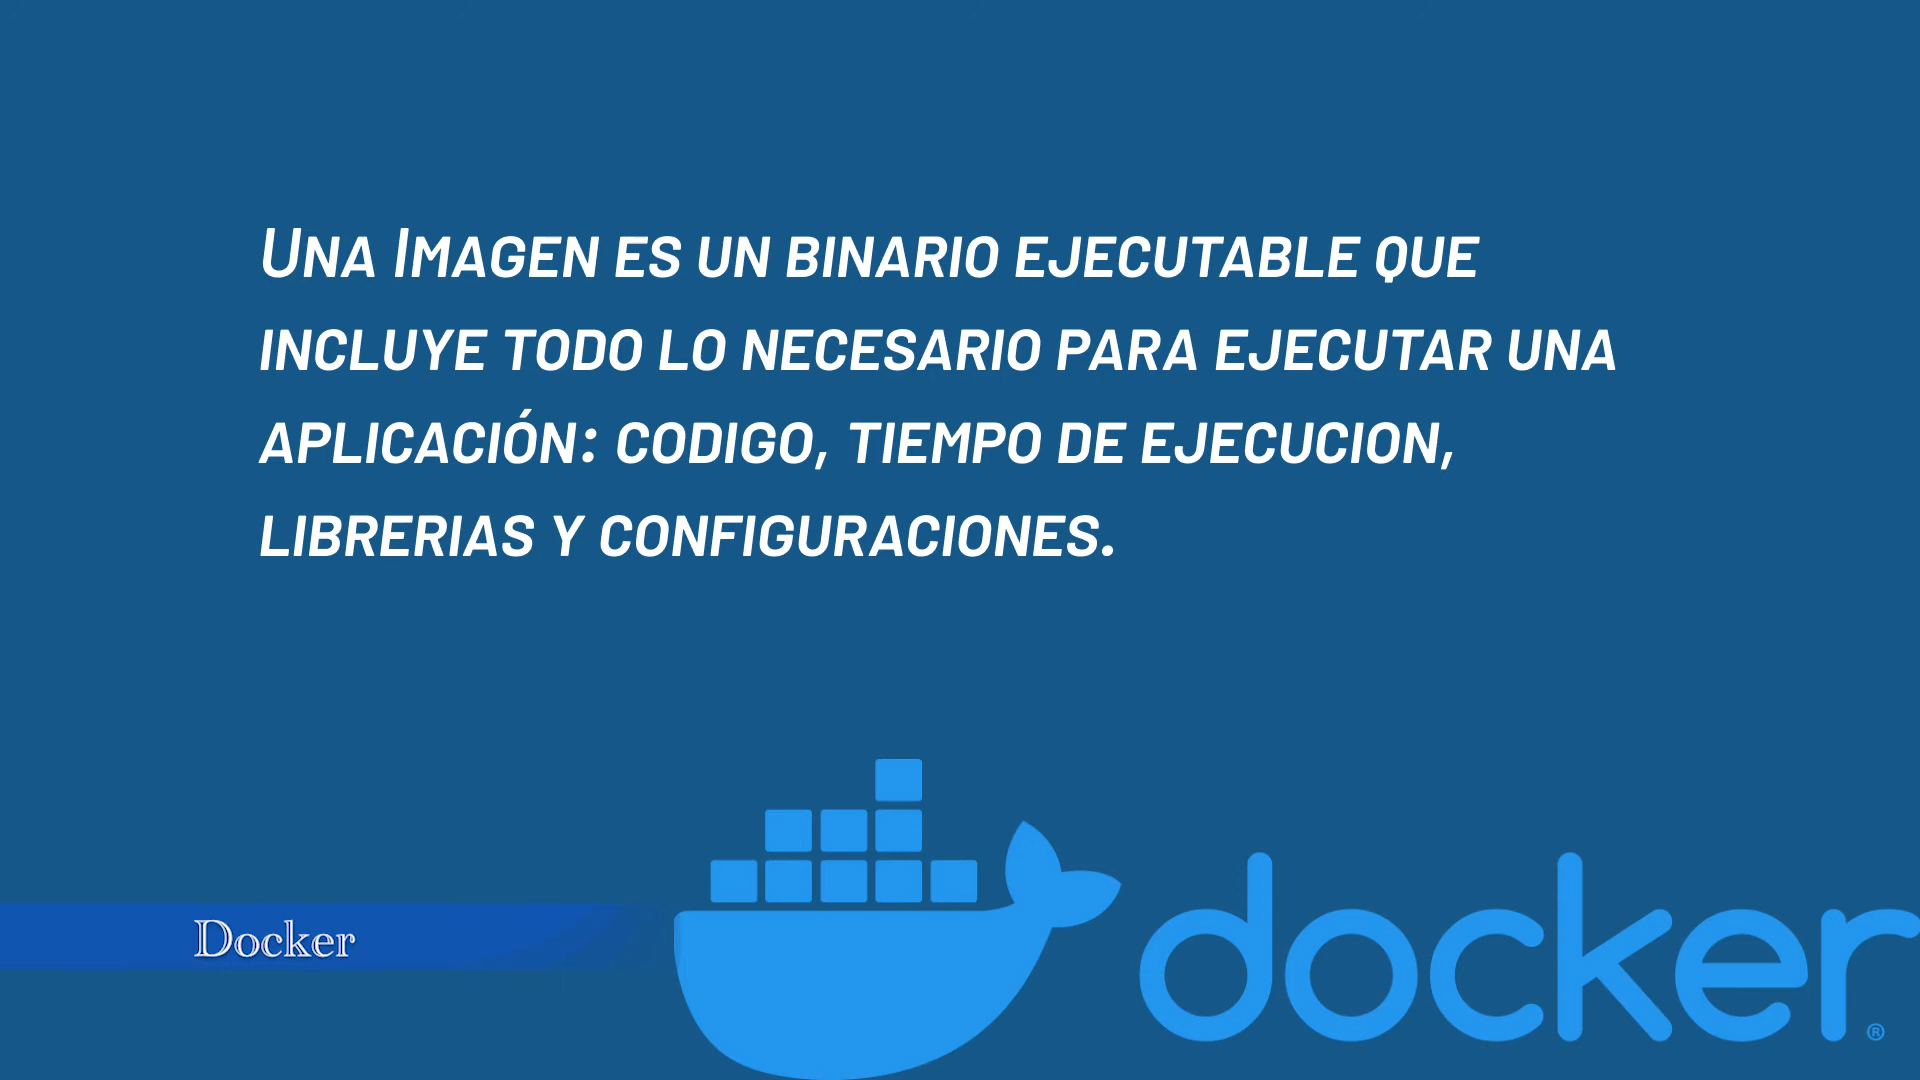 Una Imagen es un binario ejecutable que
incluye todo lo necesario para ejecutar una
aplicación: codigo, tiempo de ejecucion,
librerias y configuraciones.
Docker
docker®